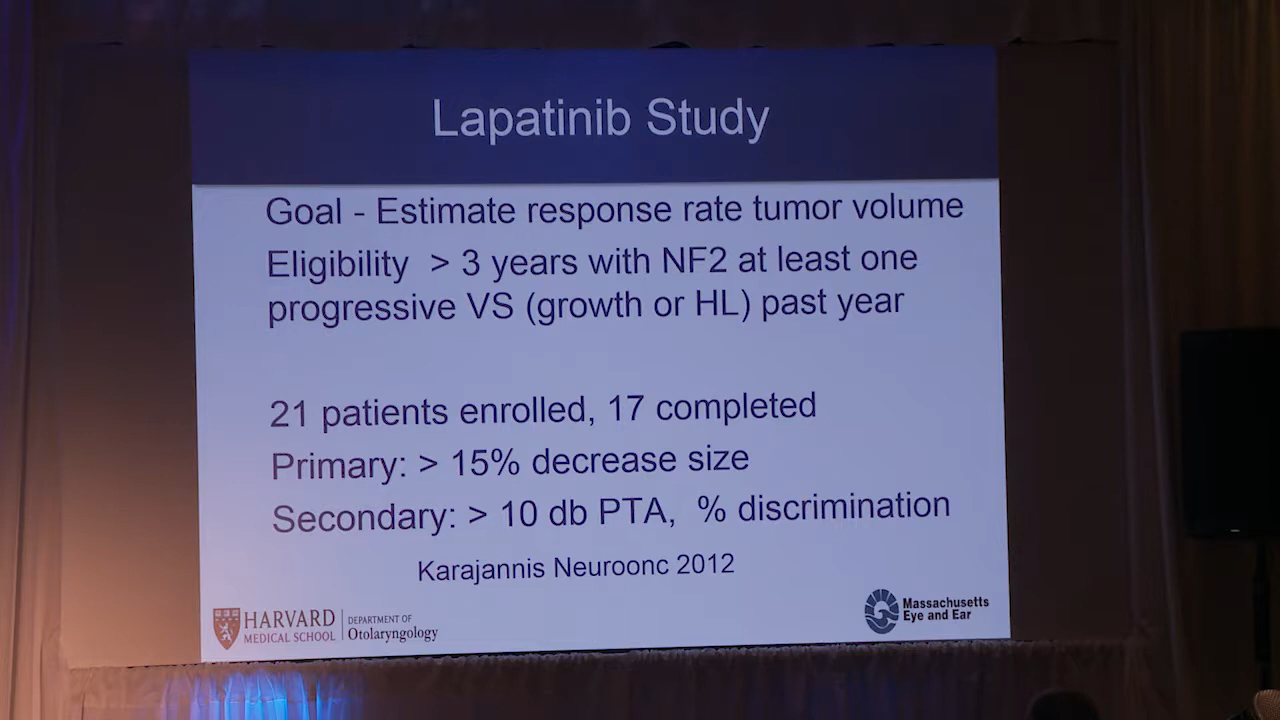 Lapatinib Study
Goal - Estimate response rate tumor volume
Eligibility > 3 years with NF2 at least one
progressive VS (growth or HL) past year
21 patients enrolled, 17 completed
Primary: > 15% decrease size
Secondary: > 10 db PTA, % discrimination
Karajannis Neuroonc 2012
HARVARD
MEDICAL SCHOOL
DEPARTMENT OF
Otolaryngology
Massachusetts
Eye and Ear